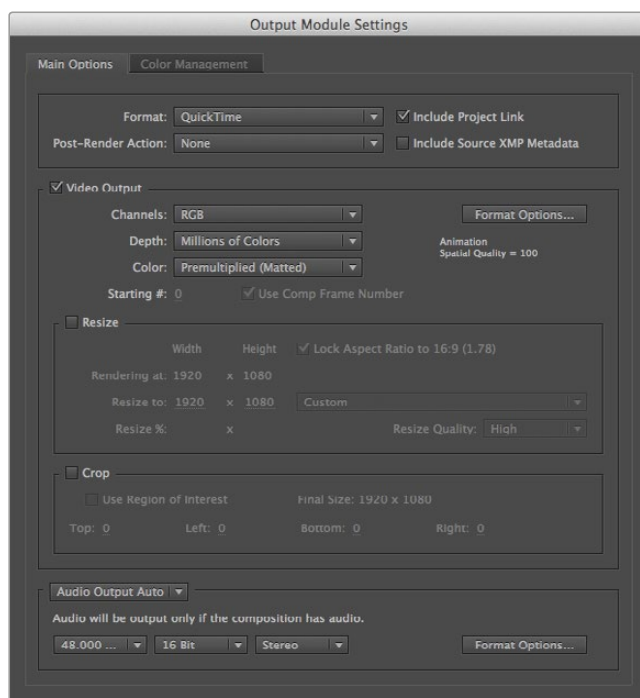 Output Module Settings
Main Options Color Management
Format: QuickTime Include Project Link
Post-Render Action: None Include Source XMP Metadata
Video Output
Channels: RGB Format Options...
Depth: Millions of Colors Animation
Spatial Quality = 100
Color: Premultiplied (Matted)
Starting #: 0 Use Comp Frame Number
Resize
Width Height Lock Aspect Ratio to 16:9 (1.78)
Rendering at: 1920 x 1080
Resize to: 1920 x 1080 Custom
Resize %: x Resize Quality: High
Crop
Use Region of Interest Final Size: 1920 x 1080
Top: 0 Left: 0 Bottom: 0 Right: 0
Audio Output Auto
Audio will be output only if the composition has audio.
48.000 ... 16 Bit Stereo Format Options...